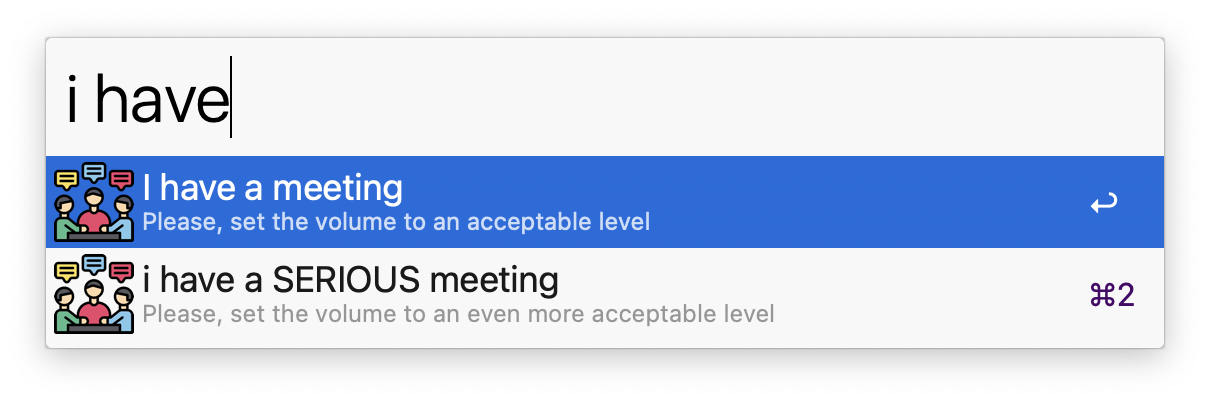 i have
I have a meeting
Please, set the volume to an acceptable level
i have a SERIOUS meeting
Please, set the volume to an even more acceptable level
⌘2